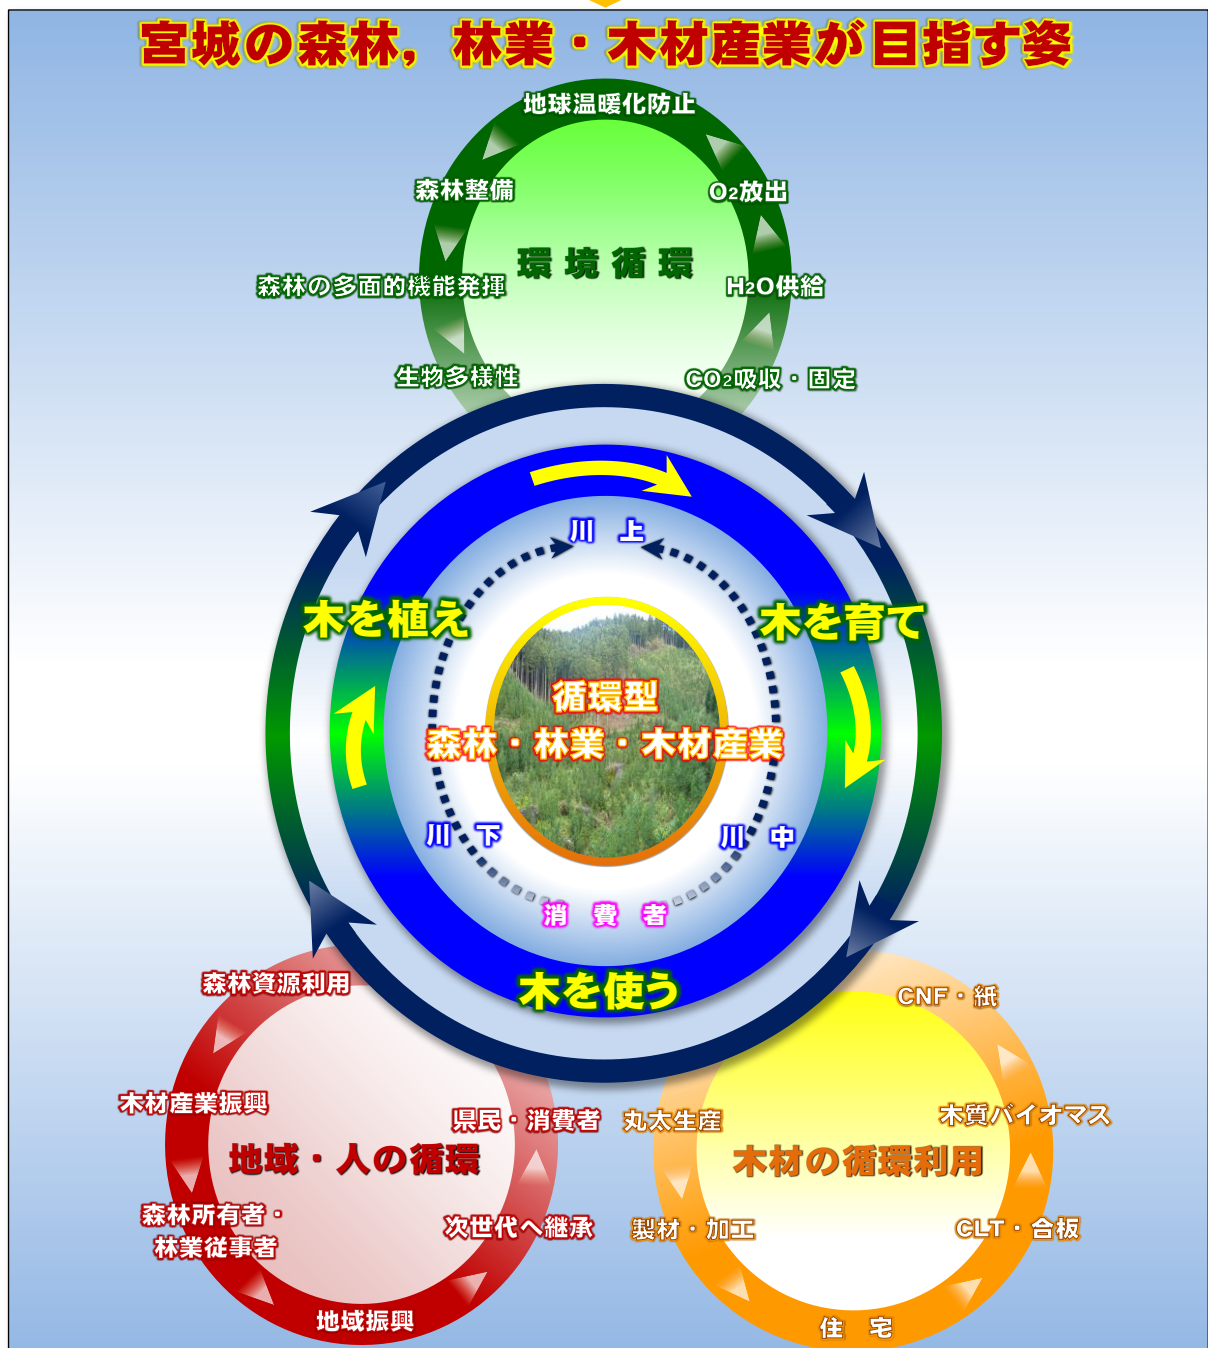 宮城の森林，林業・木材産業が目指す姿
地球温暖化防止
森林整備
O2放出
環境循環
森林の多面的機能発揮
H2O供給
生物多様性
CO2吸収・固定
川　上
木を植え
木を育て
循環型
森林・林業・木材産業
川　下
川　中
消　費　者
木を使う
森林資源利用
木材産業振興
県民・消費者
地域・人の循環
森林所有者・
林業従事者
次世代へ継承
地域振興
CNF・紙
丸太生産
木質バイオマス
木材の循環利用
製材・加工
CLT・合板
住　宅